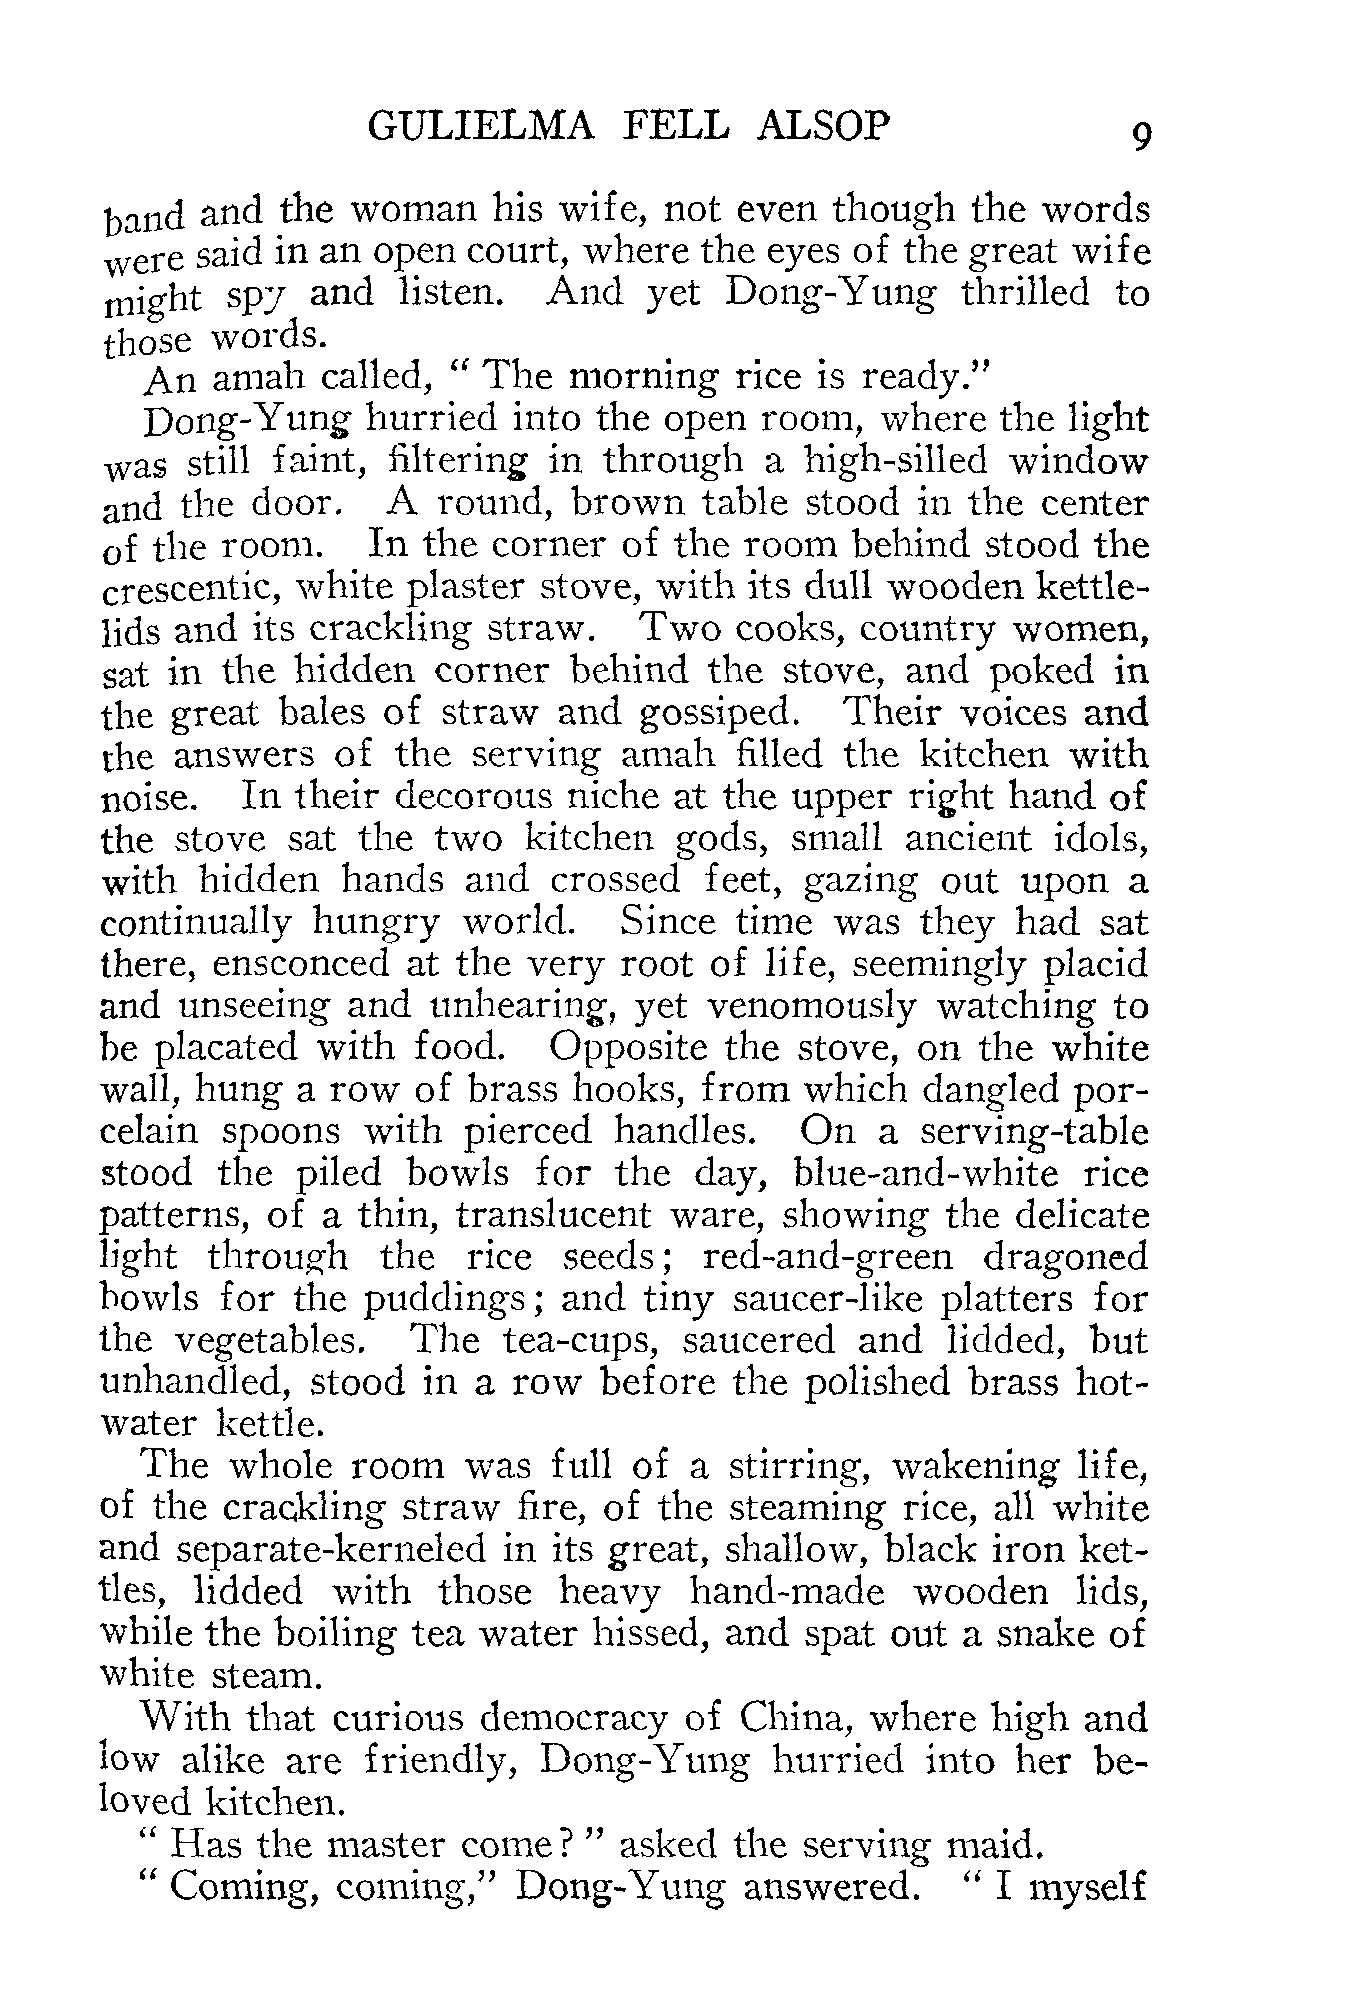 GULIELMA FELL ALSOP 9
band and the woman his wife, not even though the words
were said in an open court, where the eyes of the great wife
might spy and listen. And yet Dong-Yung thrilled to
those words.
An amah called, “ The morning rice is ready.”
Dong-Yung hurried into the open room, where the light
was still faint, filtering in through a high-silled window
and the door. A round, brown table stood in the center
of the room. In the corner of the room behind stood the
crescentic, white plaster stove, with its dull wooden kettle-
lids and its crackling straw. Two cooks, country women,
sat in the hidden corner behind the stove, and poked in
the great bales of straw and gossiped. Their voices and
the answers of the serving amah filled the kitchen with
noise. In their decorous niche at the upper right hand of
the stove sat the two kitchen gods, small ancient idols,
with hidden hands and crossed feet, gazing out upon a
continually hungry world. Since time was they had sat
there, ensconced at the very root of life, seemingly placid
and unseeing and unhearing, yet venomously watching to
be placated with food. Opposite the stove, on the white
wall, hung a row of brass hooks, from which dangled por-
celain spoons with pierced handles. On a serving-table
stood the piled bowls for the day, blue-and-white rice
patterns, of a thin, translucent ware, showing the delicate
light through the rice seeds; red-and-green dragoned
bowls for the puddings; and tiny saucer-like platters for
the vegetables. The tea-cups, saucered and lidded, but
unhandled, stood in a row before the polished brass hot-
water kettle.
The whole room was full of a stirring, wakening life,
of the crackling straw fire, of the steaming rice, all white
and separate-kerneled in its great, shallow, black iron ket-
tles, lidded with those heavy hand-made wooden lids,
while the boiling tea water hissed, and spat out a snake of
white steam.
With that curious democracy of China, where high and
low alike are friendly, Dong-Yung hurried into her be-
loved kitchen.
“ Has the master come? ” asked the serving maid.
“ Coming, coming,” Dong-Yung answered. “ I myself